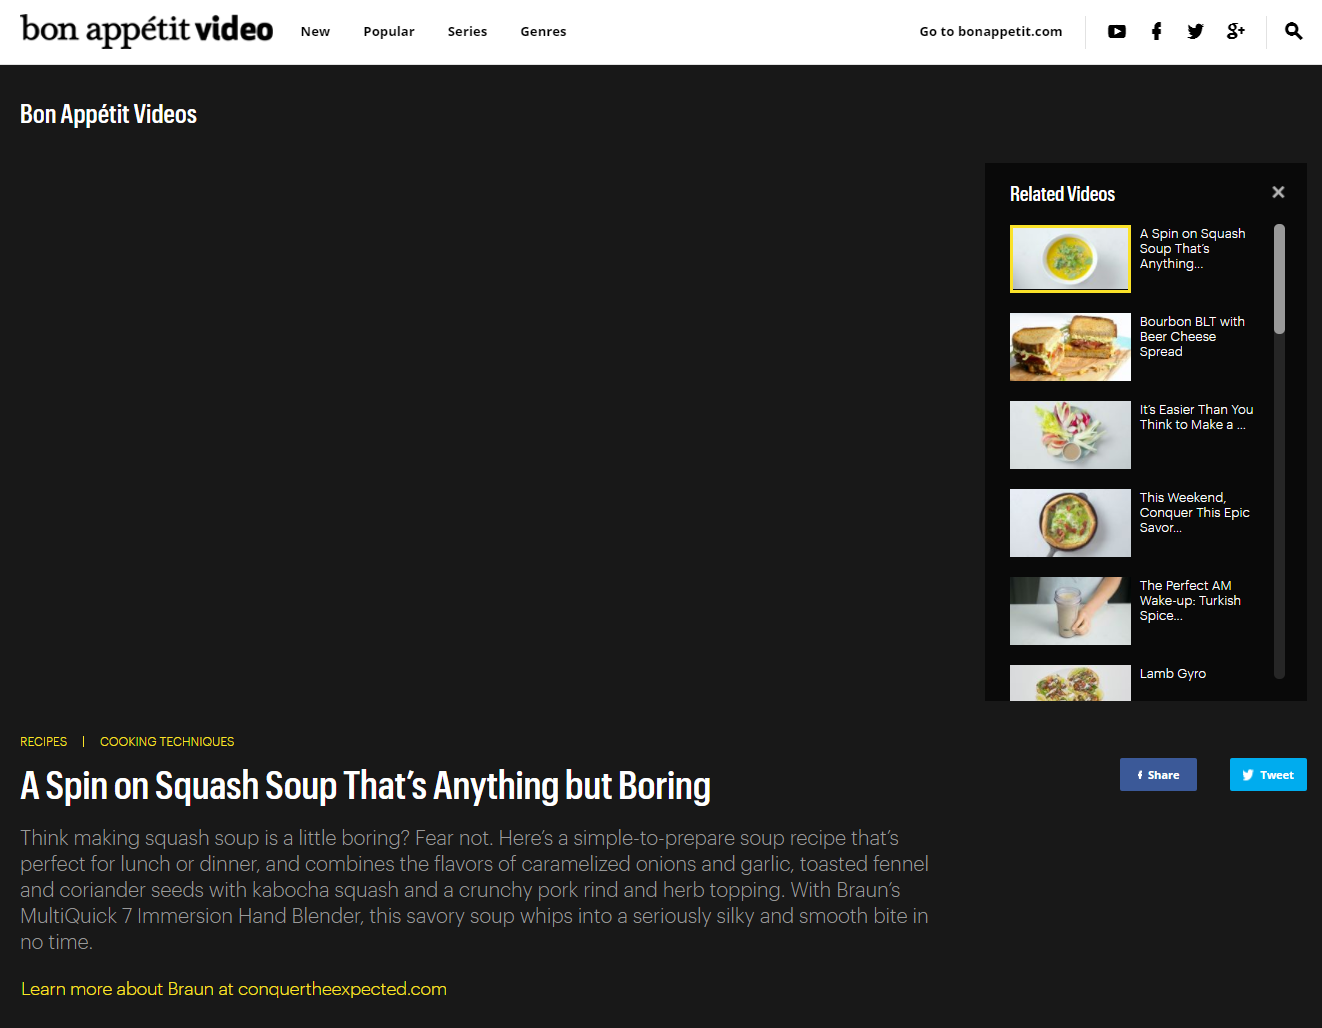 bon appétit video
New
Popular
Series
Genres
Go to bonappetit.com
Bon Appétit Videos
Related Videos
A Spin on Squash
Soup That's
Anything...
Bourbon BLT with
Beer Cheese
Spread
It's Easier Than You
Think to Make a ...
This Weekend,
Conquer This Epic
Savor...
The Perfect AM
Wake-up: Turkish
Spice...
Lamb Gyro
RECIPES | COOKING TECHNIQUES
A Spin on Squash Soup That's Anything but Boring
Share
Tweet
Think making squash soup is a little boring? Fear not. Here's a simple-to-prepare soup recipe that's
perfect for lunch or dinner, and combines the flavors of caramelized onions and garlic, toasted fennel
and coriander seeds with kabocha squash and a crunchy pork rind and herb topping. With Braun's
MultiQuick 7 Immersion Hand Blender, this savory soup whips into a seriously silky and smooth bite in
no time.
Learn more about Braun at conquertheexpected.com